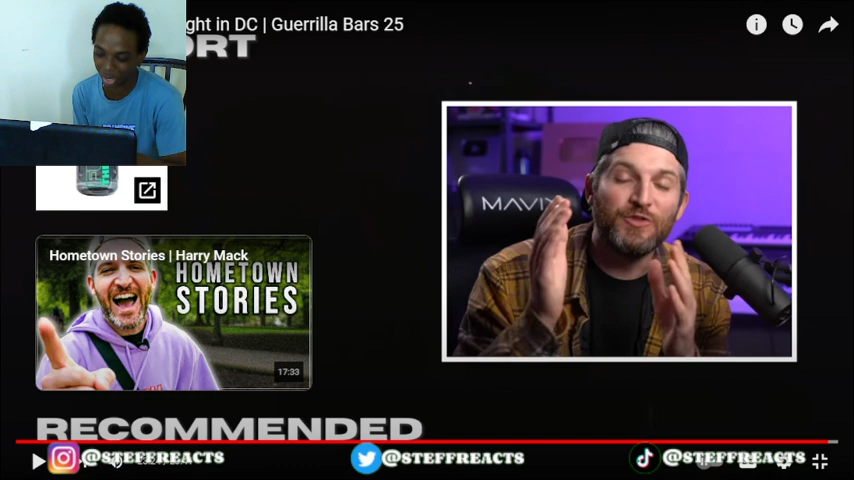 ght in DC | Guerrilla Bars 25
ORT
MAVIX
Hometown Stories | Harry Mack
HOMETOWN
STORIES
17:33
RECOMMENDED
@STEFFREACTS
@STEFFREACTS
@STEFFREACTS